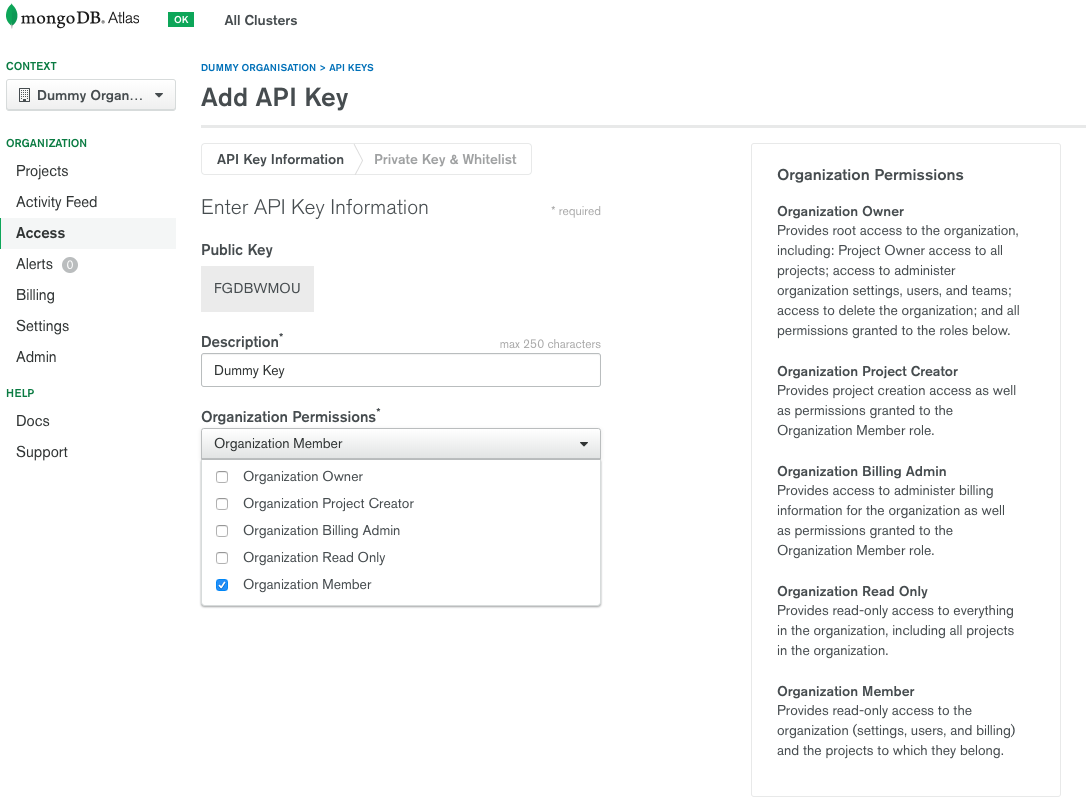 mongoDB. Atlas
OK
All Clusters
CONTEXT
Dummy Organ...
ORGANIZATION
Projects
Activity Feed
Access
Alerts 0
Billing
Settings
Admin
HELP
Docs
Support
DUMMY ORGANISATION > API KEYS
Add API Key
API Key Information
Private Key & Whitelist
Enter API Key Information
* required
Public Key
FGDBWMOU
Description*
max 250 characters
Dummy Key
Organization Permissions*
Organization Member
Organization Owner
Organization Project Creator
Organization Billing Admin
Organization Read Only
Organization Member
Organization Permissions
Organization Owner
Provides root access to the organization,
including: Project Owner access to all
projects; access to administer
organization settings, users, and teams;
access to delete the organization; and all
permissions granted to the roles below.
Organization Project Creator
Provides project creation access as well
as permissions granted to the
Organization Member role.
Organization Billing Admin
Provides access to administer billing
information for the organization as well
as permissions granted to the
Organization Member role.
Organization Read Only
Provides read-only access to everything
in the organization, including all projects
in the organization.
Organization Member
Provides read-only access to the
organization (settings, users, and billing)
and the projects to which they belong.